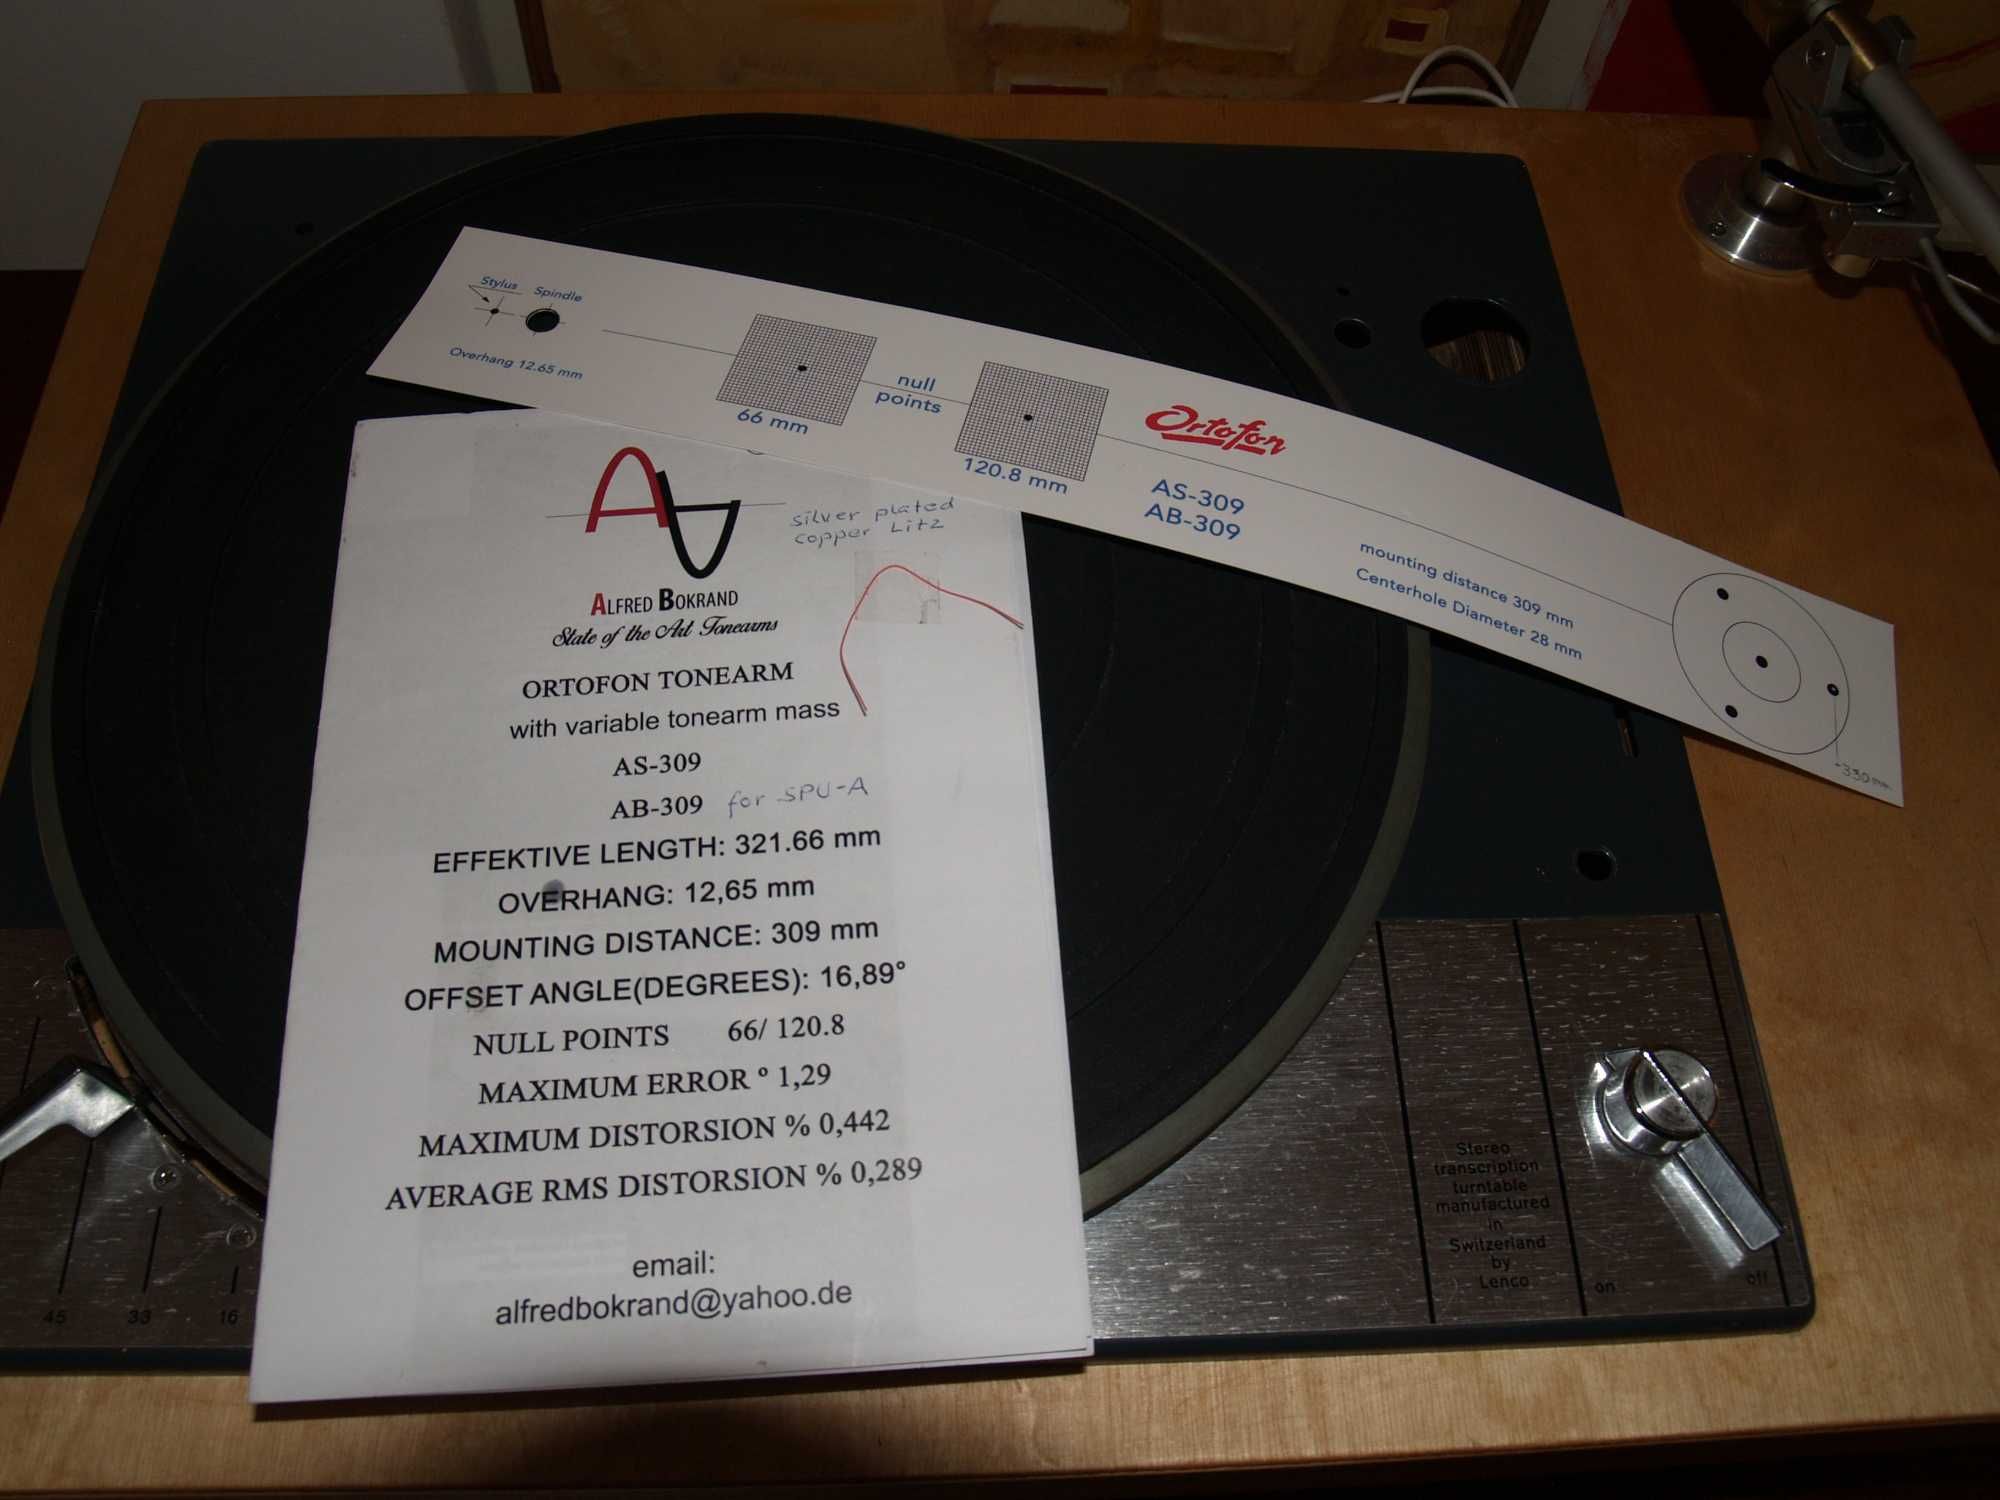 Stylus Spindle
Overhang 12.65 mm
66 mm
null
points
120.8 mm
Ortofon
AS-309
AB-309
mounting distance 309 mm
Centerhole Diameter 28 mm
silver plated
copper Litz
ALFRED BOKRAND
State of the Art Tonearms
ORTOFON TONEARM
with variable tonearm mass
AS-309
AB-309 for SPU-A
EFFEKTIVE LENGTH: 321.66 mm
OVERHANG: 12,65 mm
MOUNTING DISTANCE: 309 mm
OFFSET ANGLE(DEGREES): 16,89°
NULL POINTS 66/ 120.8
MAXIMUM ERROR º 1,29
MAXIMUM DISTORSION % 0,442
AVERAGE RMS DISTORSION % 0,289
email:
alfredbokrand@yahoo.de
45 33 16
Stereo
transcription
turntable
manufactured
in
Switzerland
by
Lenco
on off